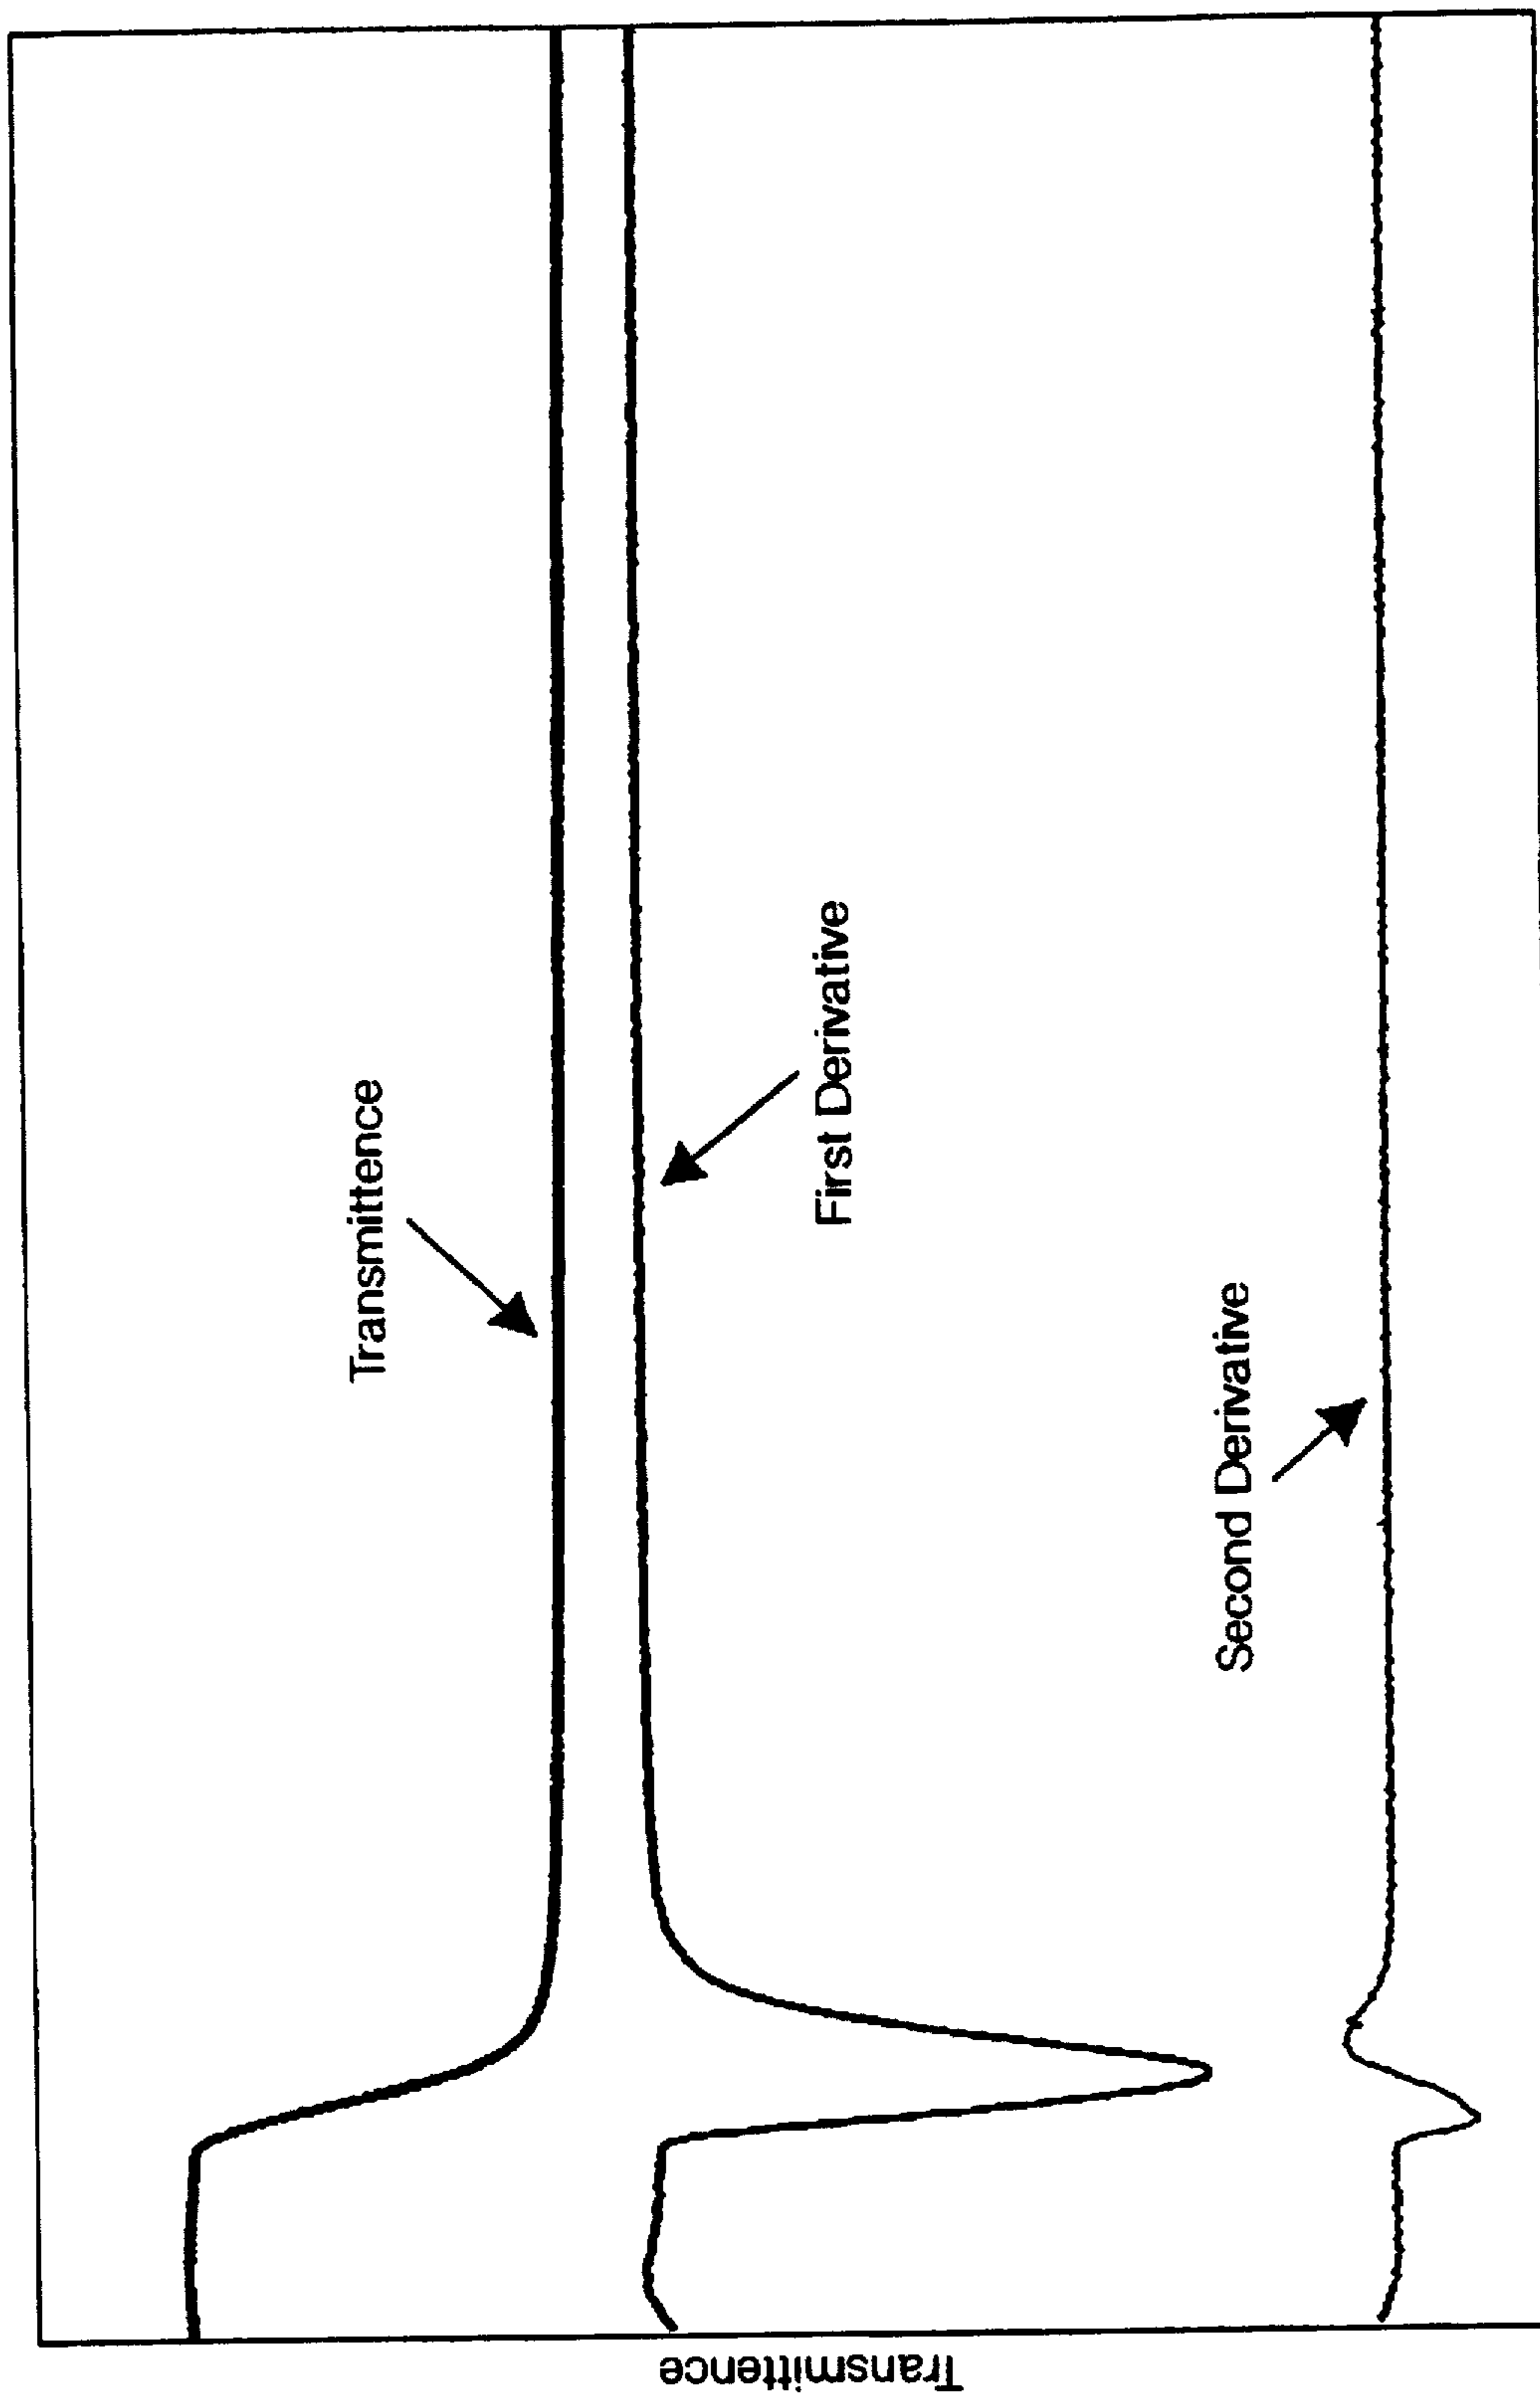 Transmittence
Transmittence
First Derivative
Second Derivative